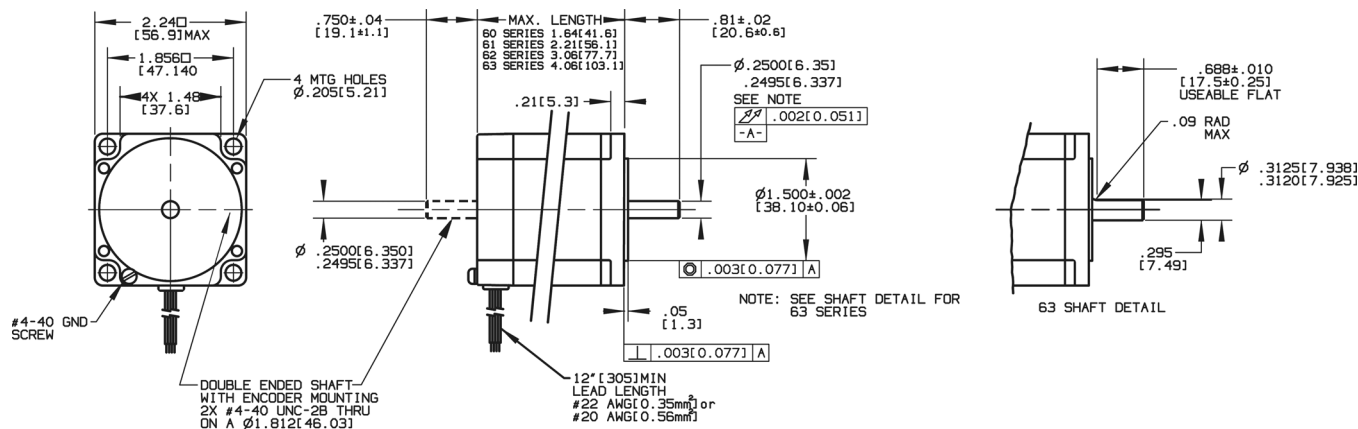 2.24□
[56.9]MAX
1.856□
[47.140
4X 1.48
[37.6]
4 MTG HOLES
Ø.205[5.21]
#4-40 GND
SCREW
DOUBLE ENDED SHAFT
WITH ENCODER MOUNTING
2X #4-40 UNC-2B THRU
ON A Ø1.812[46.03]
.750±.04
[19.1±1.1]
MAX. LENGTH
60 SERIES 1.64[41.6]
61 SERIES 2.21[56.1]
62 SERIES 3.06[77.7]
63 SERIES 4.06[103.1]
.81±.02
[20.6±0.6]
.21[5.3]
Ø.2500[6.35]
.2495[6.337]
SEE NOTE
.002[0.051]
-A-
Ø .2500[6.350]
.2495[6.337]
Ø1.500±.002
[38.10±0.06]
◎ .003[0.077] A
NOTE: SEE SHAFT DETAIL FOR
63 SERIES
.05
[1.3]
⊥ .003[0.077] A
12"[305]MIN
LEAD LENGTH
#22 AWG[0.35mm²]or
#20 AWG[0.56mm²]
.688±.010
[17.5±0.25]
USEABLE FLAT
.09 RAD
MAX
Ø .3125[7.938]
.3120[7.925]
.295
[7.49]
63 SHAFT DETAIL